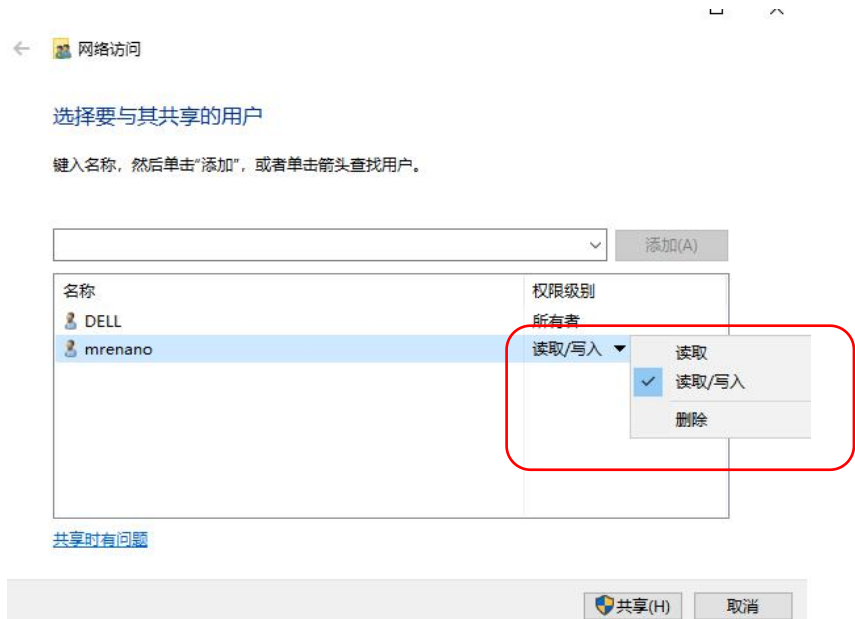 网络访问
选择要与其共享的用户
键入名称，然后单击“添加”，或者单击箭头查找用户。
添加(A)
名称 权限级别
DELL 所有者
mrenano 读取/写入
读取
读取/写入
删除
共享时有问题
共享(H) 取消